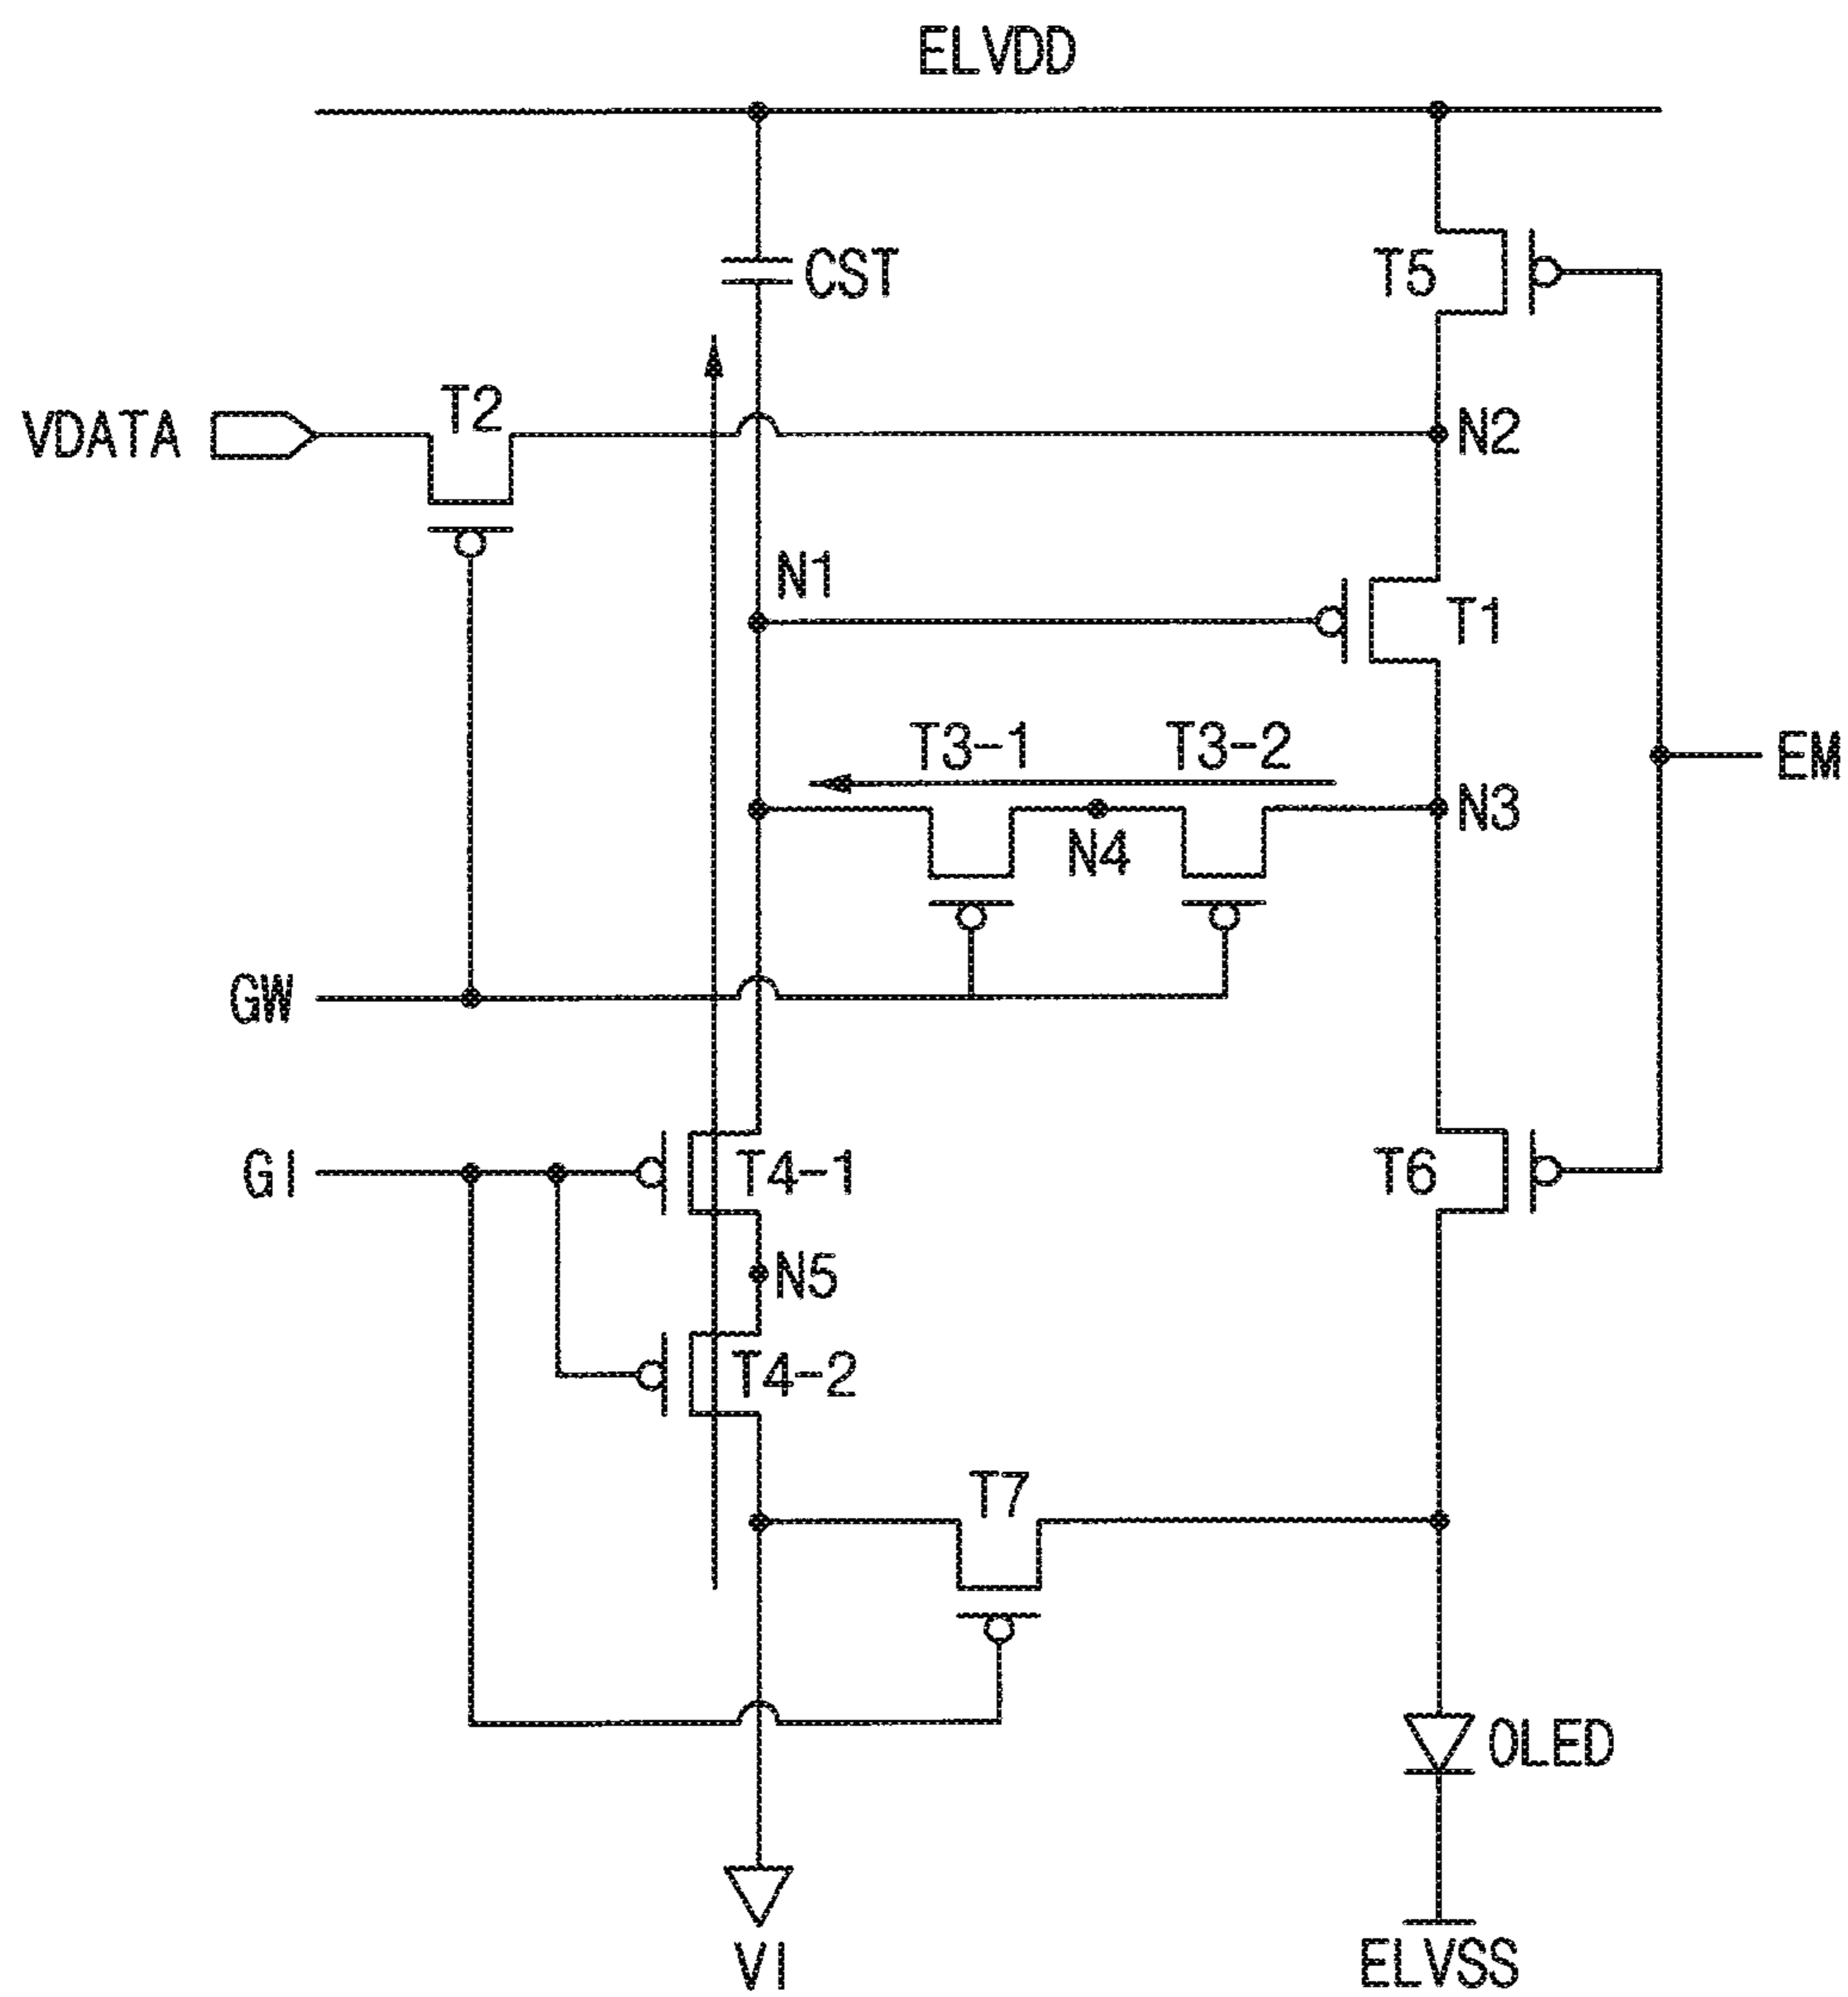 ELVDD
CST
T5
VDATA
T2
N2
N1
T1
T3-1
T3-2
EM
N4
N3
GW
GI
T4-1
T6
N5
T4-2
T7
OLED
VI
ELVSS